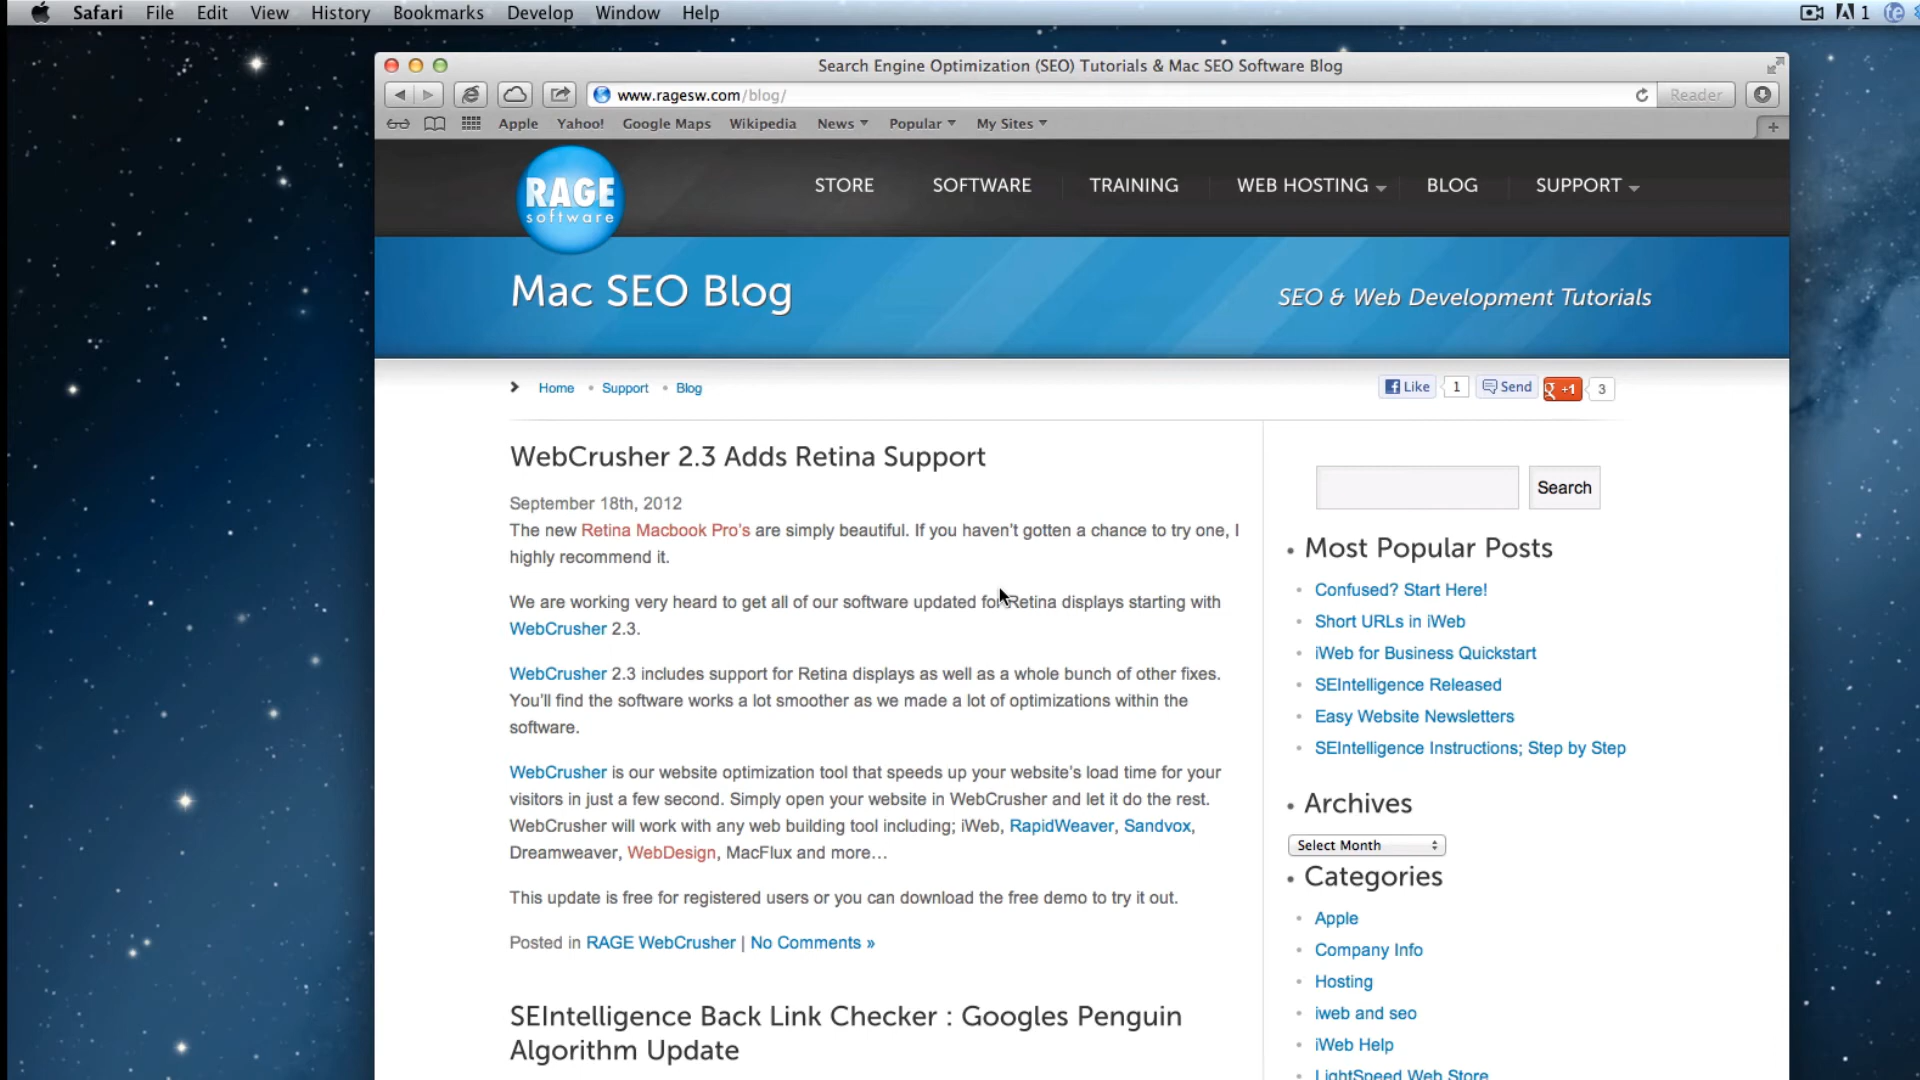 Safari File Edit View History Bookmarks Develop Window Help 1
Search Engine Optimization (SEO) Tutorials & Mac SEO Software Blog
www.ragesw.com/blog/ Reader
Apple Yahoo! Google Maps Wikipedia News Popular My Sites
RAGE
software
STORE SOFTWARE TRAINING WEB HOSTING BLOG SUPPORT
Mac SEO Blog
SEO & Web Development Tutorials
Home • Support • Blog
Like 1 Send +1 3
WebCrusher 2.3 Adds Retina Support
September 18th, 2012
The new Retina Macbook Pro's are simply beautiful. If you haven't gotten a chance to try one, I
highly recommend it.
We are working very heard to get all of our software updated for Retina displays starting with
WebCrusher 2.3.
WebCrusher 2.3 includes support for Retina displays as well as a whole bunch of other fixes.
You'll find the software works a lot smoother as we made a lot of optimizations within the
software.
WebCrusher is our website optimization tool that speeds up your website's load time for your
visitors in just a few second. Simply open your website in WebCrusher and let it do the rest.
WebCrusher will work with any web building tool including; iWeb, RapidWeaver, Sandvox,
Dreamweaver, WebDesign, MacFlux and more…
This update is free for registered users or you can download the free demo to try it out.
Posted in RAGE WebCrusher | No Comments »
SEIntelligence Back Link Checker : Googles Penguin
Algorithm Update
Search
• Most Popular Posts
• Confused? Start Here!
• Short URLs in iWeb
• iWeb for Business Quickstart
• SEIntelligence Released
• Easy Website Newsletters
• SEIntelligence Instructions; Step by Step
• Archives
Select Month
• Categories
• Apple
• Company Info
• Hosting
• iweb and seo
• iWeb Help
• LightSpeed Web Store